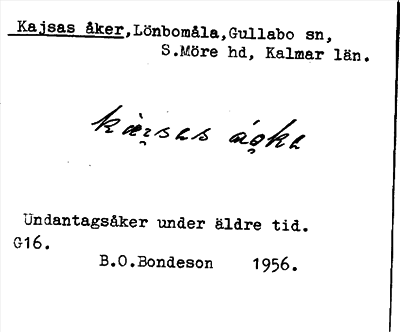 Kajsas åker,Lönbomåla,Gullabo sn,
S.Möre hd, Kalmar län.
Undantagsåker under äldre tid.
G16.
B.O.Bondeson 1956.